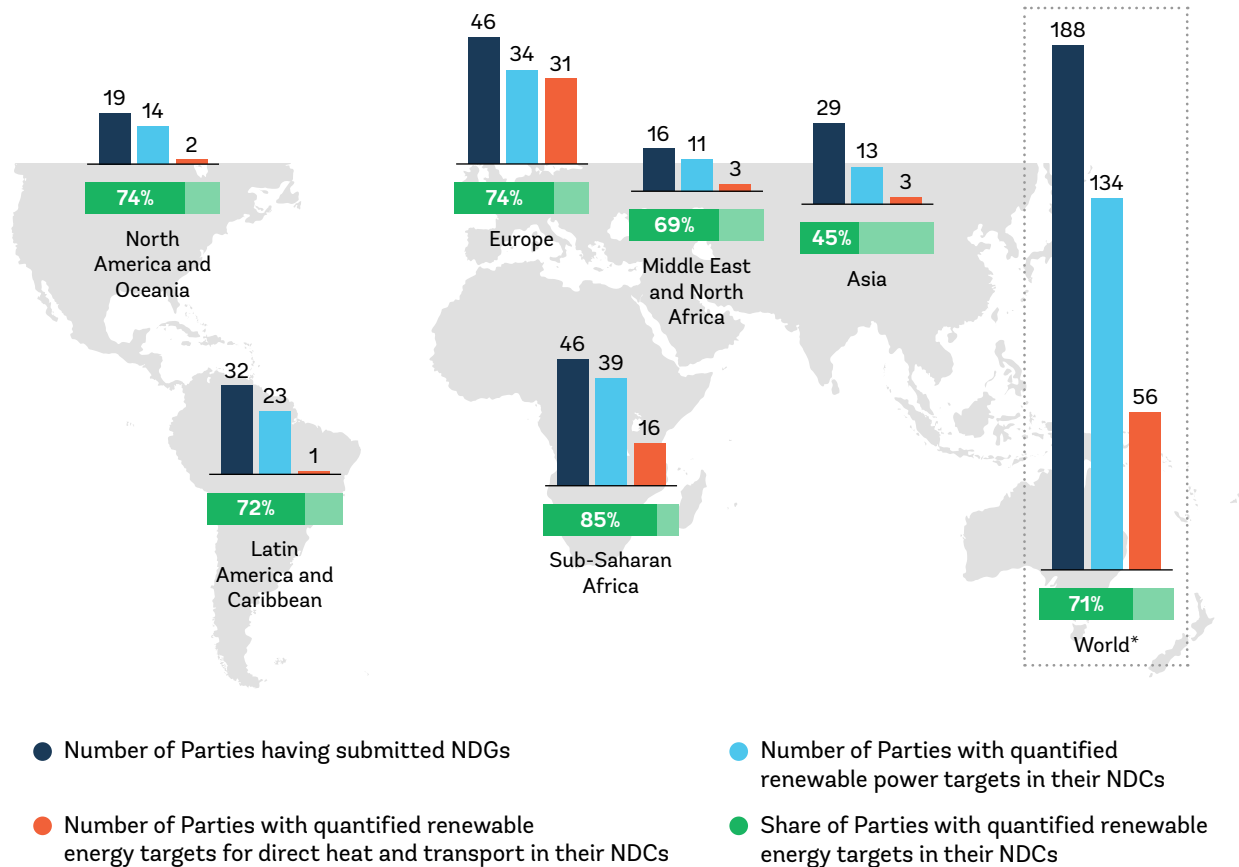 19
14
2
74%
North
America and
Oceania
46
34
31
74%
Europe
16
11
3
69%
Middle East
and North
Africa
29
13
3
45%
Asia
188
134
56
71%
World*
32
23
1
72%
Latin
America and
Caribbean
46
39
16
85%
Sub-Saharan
Africa
Number of Parties having submitted NDGs
Number of Parties with quantified
renewable power targets in their NDCs
Number of Parties with quantified renewable
energy targets for direct heat and transport in their NDCs
Share of Parties with quantified renewable
energy targets in their NDCs